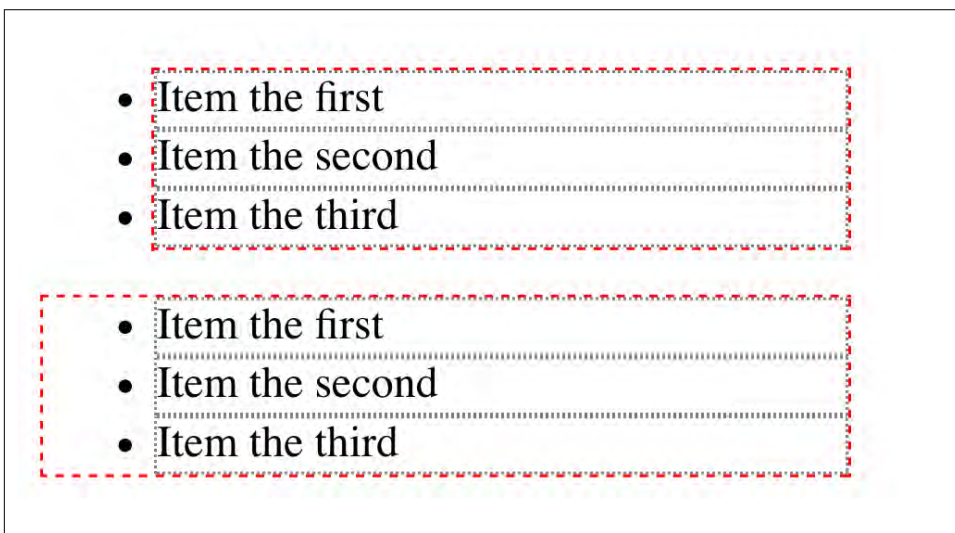 • Item the first
• Item the second
• Item the third
• Item the first
• Item the second
• Item the third